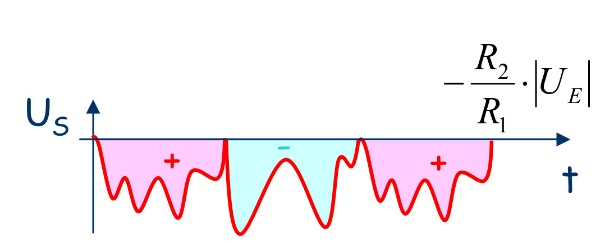 -R₂/R₁·|U_E|
U_S
+ - +
t